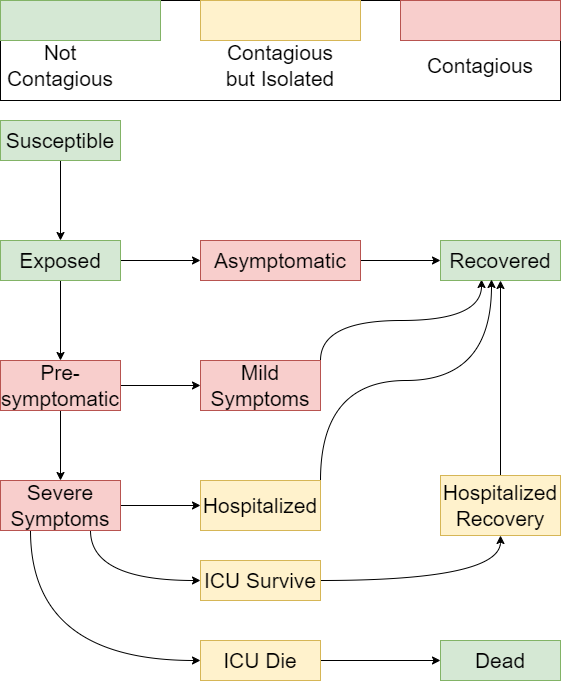 Not
Contagious
Contagious
but Isolated
Contagious
Susceptible
Exposed
Asymptomatic
Recovered
Pre-
symptomatic
Mild
Symptoms
Severe
Symptoms
Hospitalized
Hospitalized
Recovery
ICU Survive
ICU Die
Dead